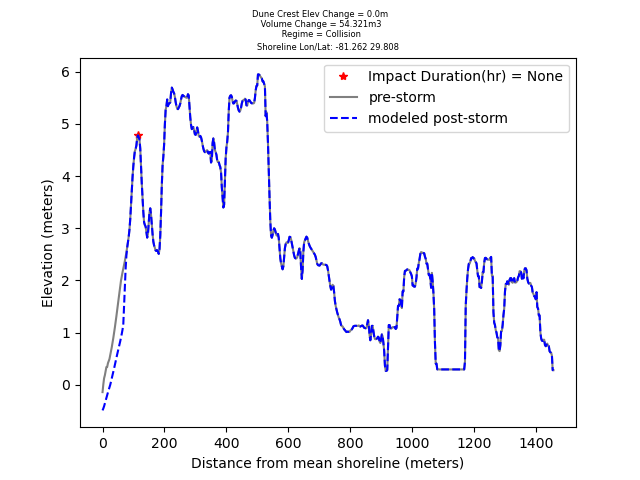 Dune Crest Elev Change = 0.0m
Volume Change = 54.321m3
Regime = Collision
Shoreline Lon/Lat: -81.262 29.808
Impact Duration(hr) = None
pre-storm
modeled post-storm
Elevation (meters)
6
5
4
3
2
1
0
0 200 400 600 800 1000 1200 1400
Distance from mean shoreline (meters)